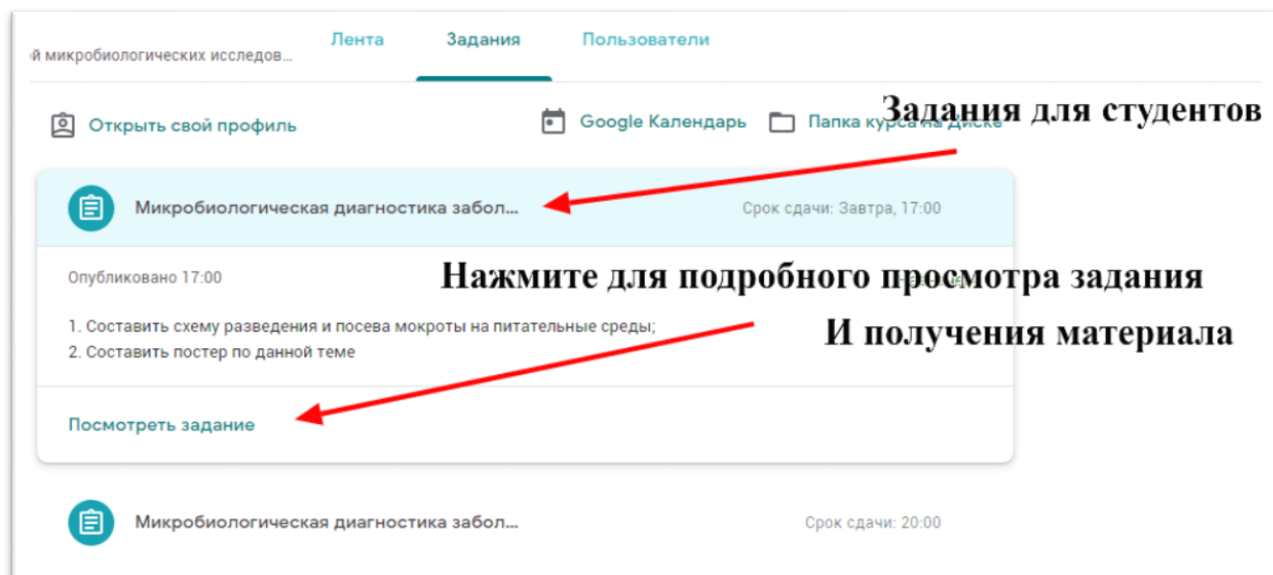 й микробиологических исследов...
Лента Задания Пользователи
Открыть свой профиль Google Календарь Папка курса на Диске
Задания для студентов
Микробиологическая диагностика забол... Срок сдачи: Завтра, 17:00
Опубликовано 17:00
Нажмите для подробного просмотра задания
1. Составить схему разведения и посева мокроты на питательные среды;
И получения материала
2. Составить постер по данной теме
Посмотреть задание
Микробиологическая диагностика забол... Срок сдачи: 20:00